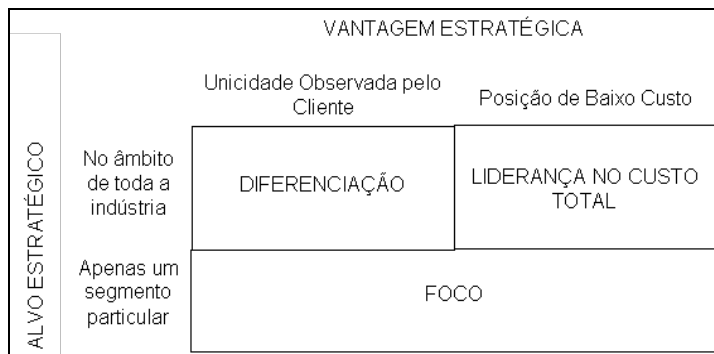 VANTAGEM ESTRATÉGICA
Unicidade Observada pelo
Cliente
Posição de Baixo Custo
ALVO ESTRATÉGICO
No âmbito
de toda a
indústria
DIFERENCIAÇÃO
LIDERANÇA NO CUSTO
TOTAL
Apenas um
segmento
particular
FOCO